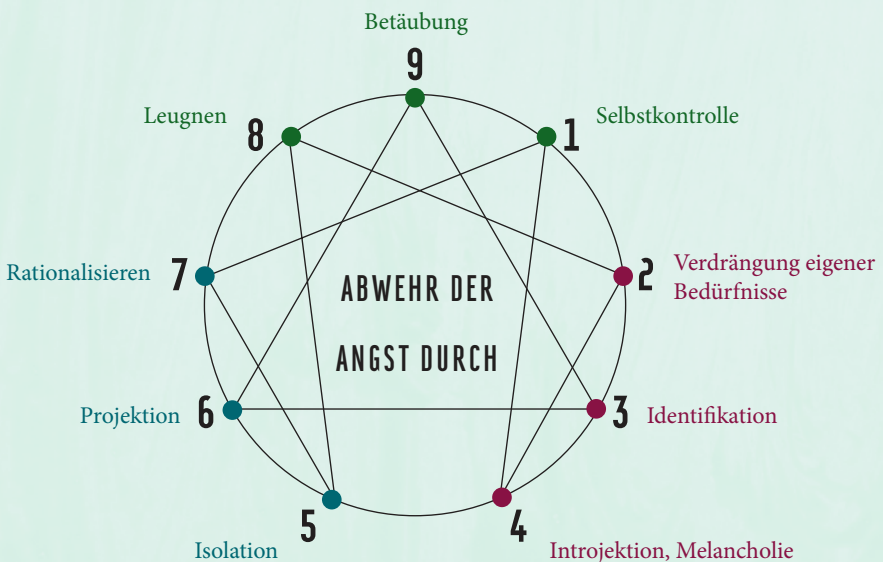 Betäubung
9
Leugnen
8
1
Selbstkontrolle
Rationalisieren
7
2
Verdrängung eigener
Bedürfnisse
ABWEHR DER
ANGST DURCH
Projektion
6
3
Identifikation
5
4
Isolation
Introjektion, Melancholie